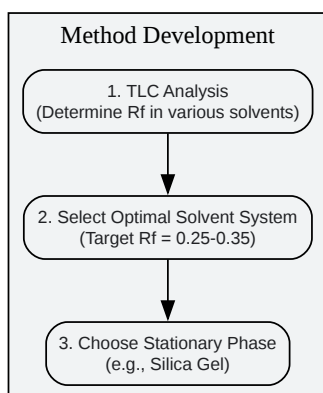 Method Development
1. TLC Analysis
(Determine Rf in various solvents)
2. Select Optimal Solvent System
(Target Rf = 0.25-0.35)
3. Choose Stationary Phase
(e.g., Silica Gel)